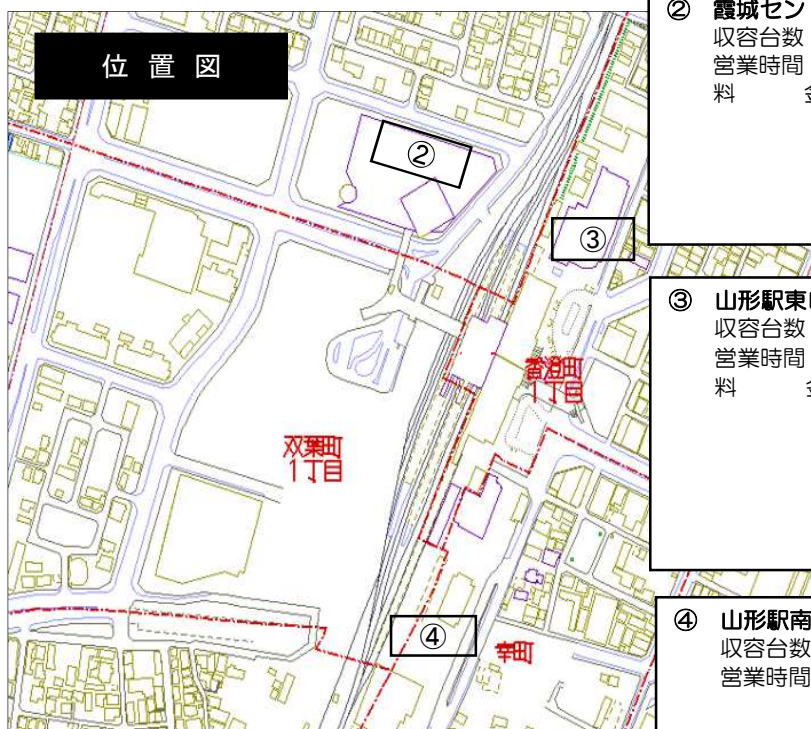 位置図
②
③
香澄町
1丁目
双葉町
1丁目
④
幸町
② 霞城セン
収容台数
営業時間
料
③ 山形駅東
収容台数
営業時間
料
④ 山形駅南
収容台数
営業時間